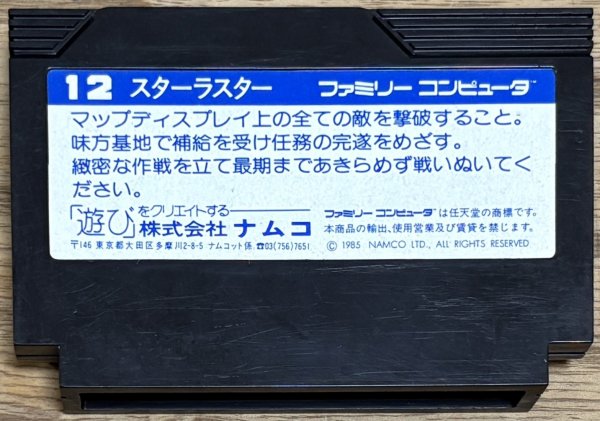 12 スターラスター ファミリー コンピュータ™
マップディスプレイ上の全ての敵を撃破すること。
味方基地で補給を受け任務の完遂をめざす。
緻密な作戦を立て最期まであきらめず戦いぬいてく
ださい。
「遊び」をクリエイトする 株式会社 ナムコ
〒146 東京都大田区多摩川2-8-5 ナムコット係. ☎03(756)7651
ファミリー コンピュータ™は任天堂の商標です。
本商品の輸出、使用営業及び賃貸を禁じます。
© 1985 NAMCO LTD., ALL RIGHTS RESERVED